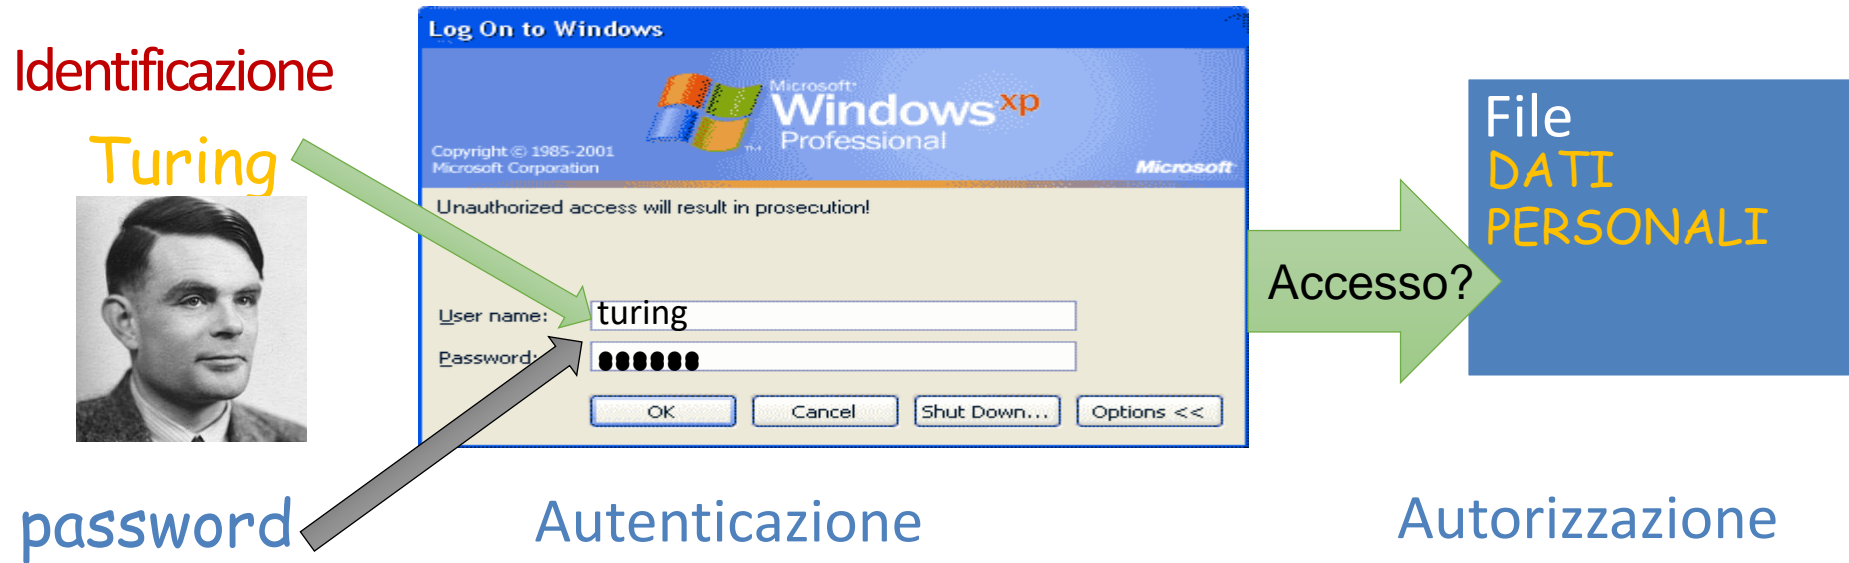 Identificazione
Turing
password
Log On to Windows
Microsoft
Windows xp
Professional
Copyright © 1985-2001
Microsoft Corporation
Microsoft
Unauthorized access will result in prosecution!
User name: turing
Password: ●●●●●●
OK Cancel Shut Down... Options <<
Autenticazione
Accesso?
File
DATI
PERSONALI
Autorizzazione